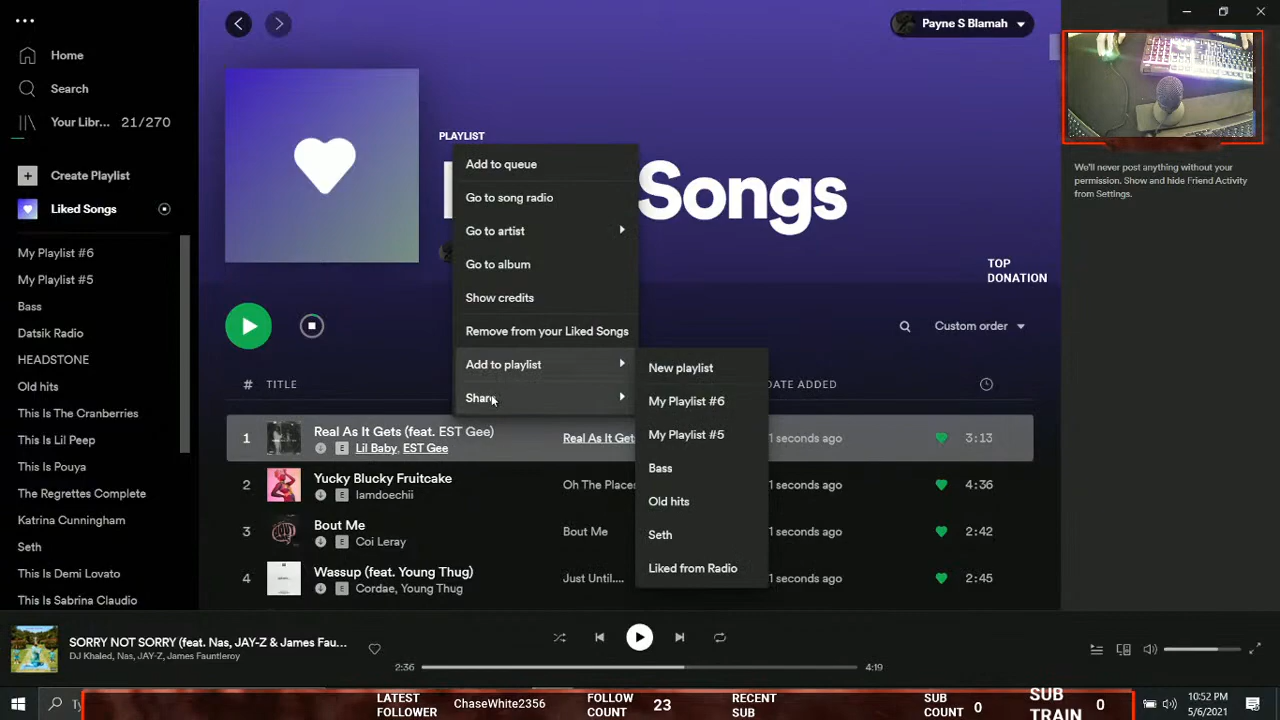 Payne S Blamah
Home
Search
Your Libr... 21/270
Create Playlist
Liked Songs
My Playlist #6
My Playlist #5
Bass
Datsik Radio
HEADSTONE
Old hits
This Is The Cranberries
This Is Lil Peep
This Is Pouya
The Regrettes Complete
Katrina Cunningham
Seth
This Is Demi Lovato
This Is Sabrina Claudio
PLAYLIST
Songs
Add to queue
Go to song radio
Go to artist
Go to album
Show credits
Remove from your Liked Songs
Add to playlist
Share
New playlist
My Playlist #6
My Playlist #5
Bass
Old hits
Seth
Liked from Radio
Custom order
# TITLE DATE ADDED
1 Real As It Gets (feat. EST Gee) Real As It Gets 1 seconds ago 3:13
E Lil Baby, EST Gee
2 Yucky Blucky Fruitcake Oh The Places 1 seconds ago 4:36
E Iamdoechii
3 Bout Me Bout Me 1 seconds ago 2:42
E Coi Leray
4 Wassup (feat. Young Thug) Just Until.... 1 seconds ago 2:45
E Cordae, Young Thug
We'll never post anything without your
permission. Show and hide Friend Activity
from Settings.
TOP
DONATION
SORRY NOT SORRY (feat. Nas, JAY-Z & James Fau...
DJ Khaled, Nas, JAY-Z, James Fauntleroy
2:36 4:19
Ty
LATEST
FOLLOWER
ChaseWhite2356
FOLLOW
COUNT
23
RECENT
SUB
SUB
COUNT
0
SUB
TRAIN
0
10:52 PM
5/6/2021